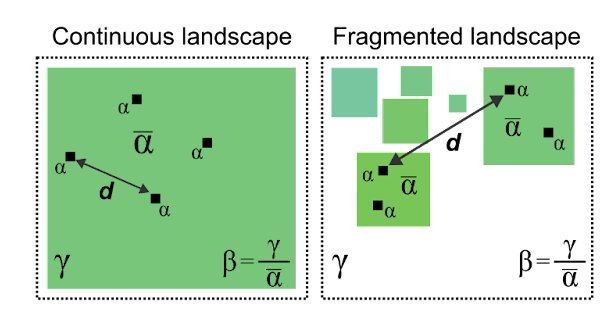 Continuous landscape
α
ᾱ
α
α
d
α
γ
β = γ / ᾱ
Fragmented landscape
α
ᾱ
d
α
α
ᾱ
α
γ
β = γ / ᾱ